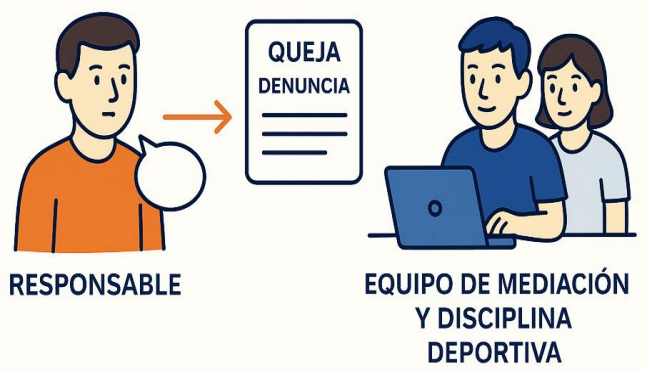 QUEJA
DENUNCIA
RESPONSABLE
EQUIPO DE MEDIACIÓN
Y DISCIPLINA
DEPORTIVA